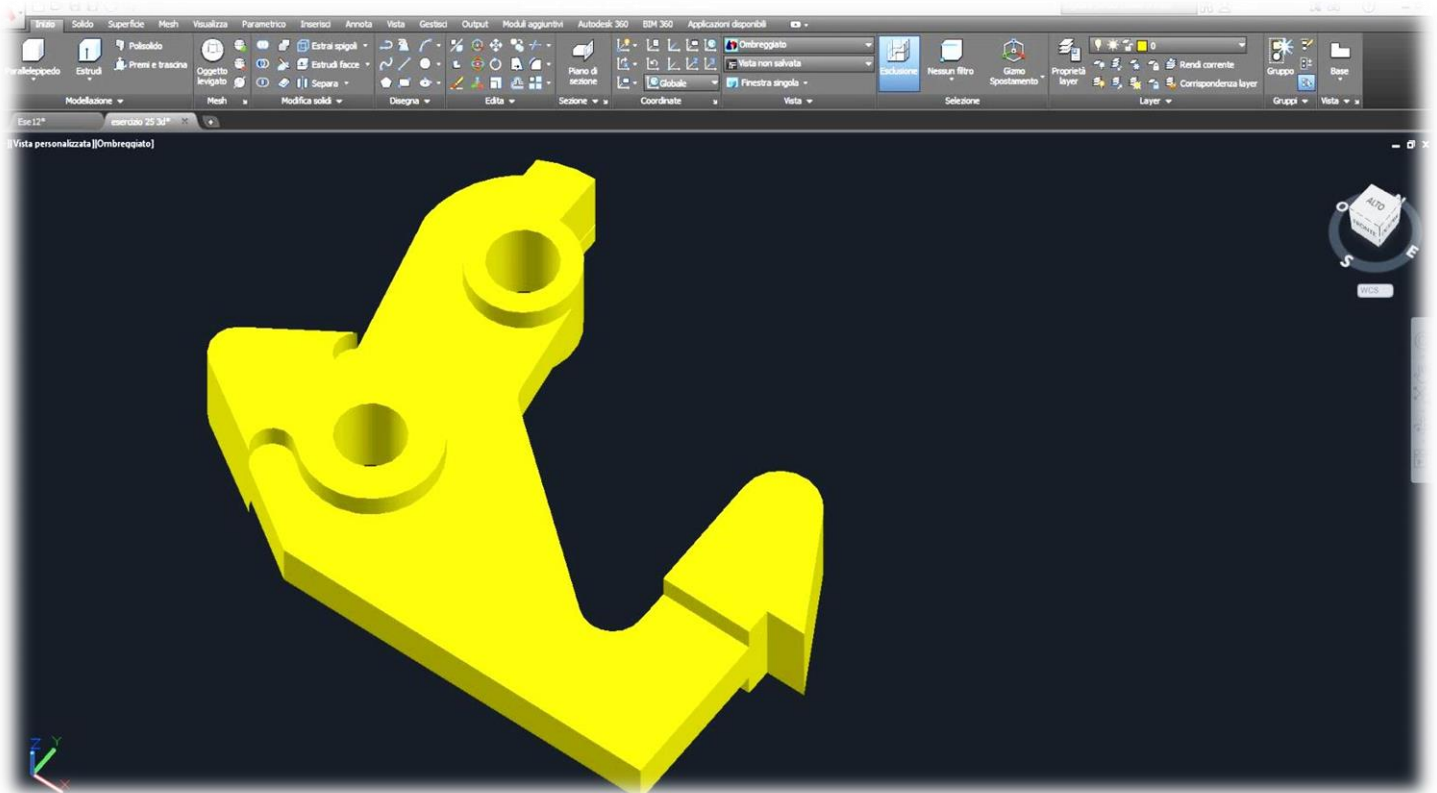 Inizio Solido Superficie Mesh Visualizza Parametrico Inserisci Annota Vista Gestisci Output Moduli aggiuntivi Autodesk 360 BIM 360 Applicazioni disponibili
Polisolido Estrai spigoli Ombreggiato 0
Parallelepipedo Estrudi Premi e trascina Oggetto levigato Estrudi facce Piano di sezione Vista non salvata Esclusione Nessun filtro Gizmo Spostamento Proprietà layer Rendi corrente Gruppo Base
Separa Globale Finestra singola Corrispondenza layer
Modellazione Mesh Modifica solidi Disegna Edita Sezione Coordinate Vista Selezione Layer Gruppi Vista
Ese12* esercizio 25 3d*
][Vista personalizzata][Ombreggiato]
ALTO
FRONTE
O
S
E
WCS
Z Y
X